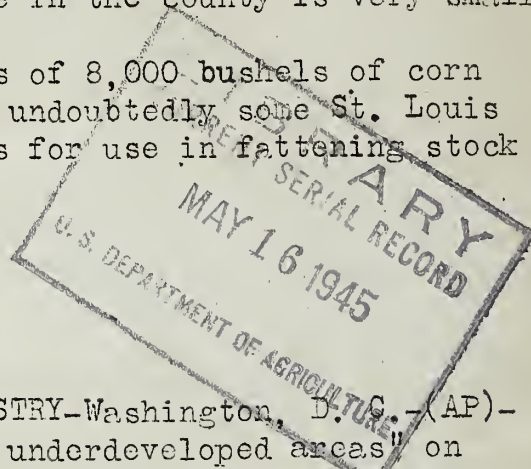 e in the county is very small
s of 8,000 bushels of corn
undoubtedly some St. Louis
s for use in fattening stock
LIBRARY
SERIAL RECORD
MAY 16 1945
U. S. DEPARTMENT OF AGRICULTURE
STRY-Washington, D. C.-(AP)-
underdeveloped areas" on